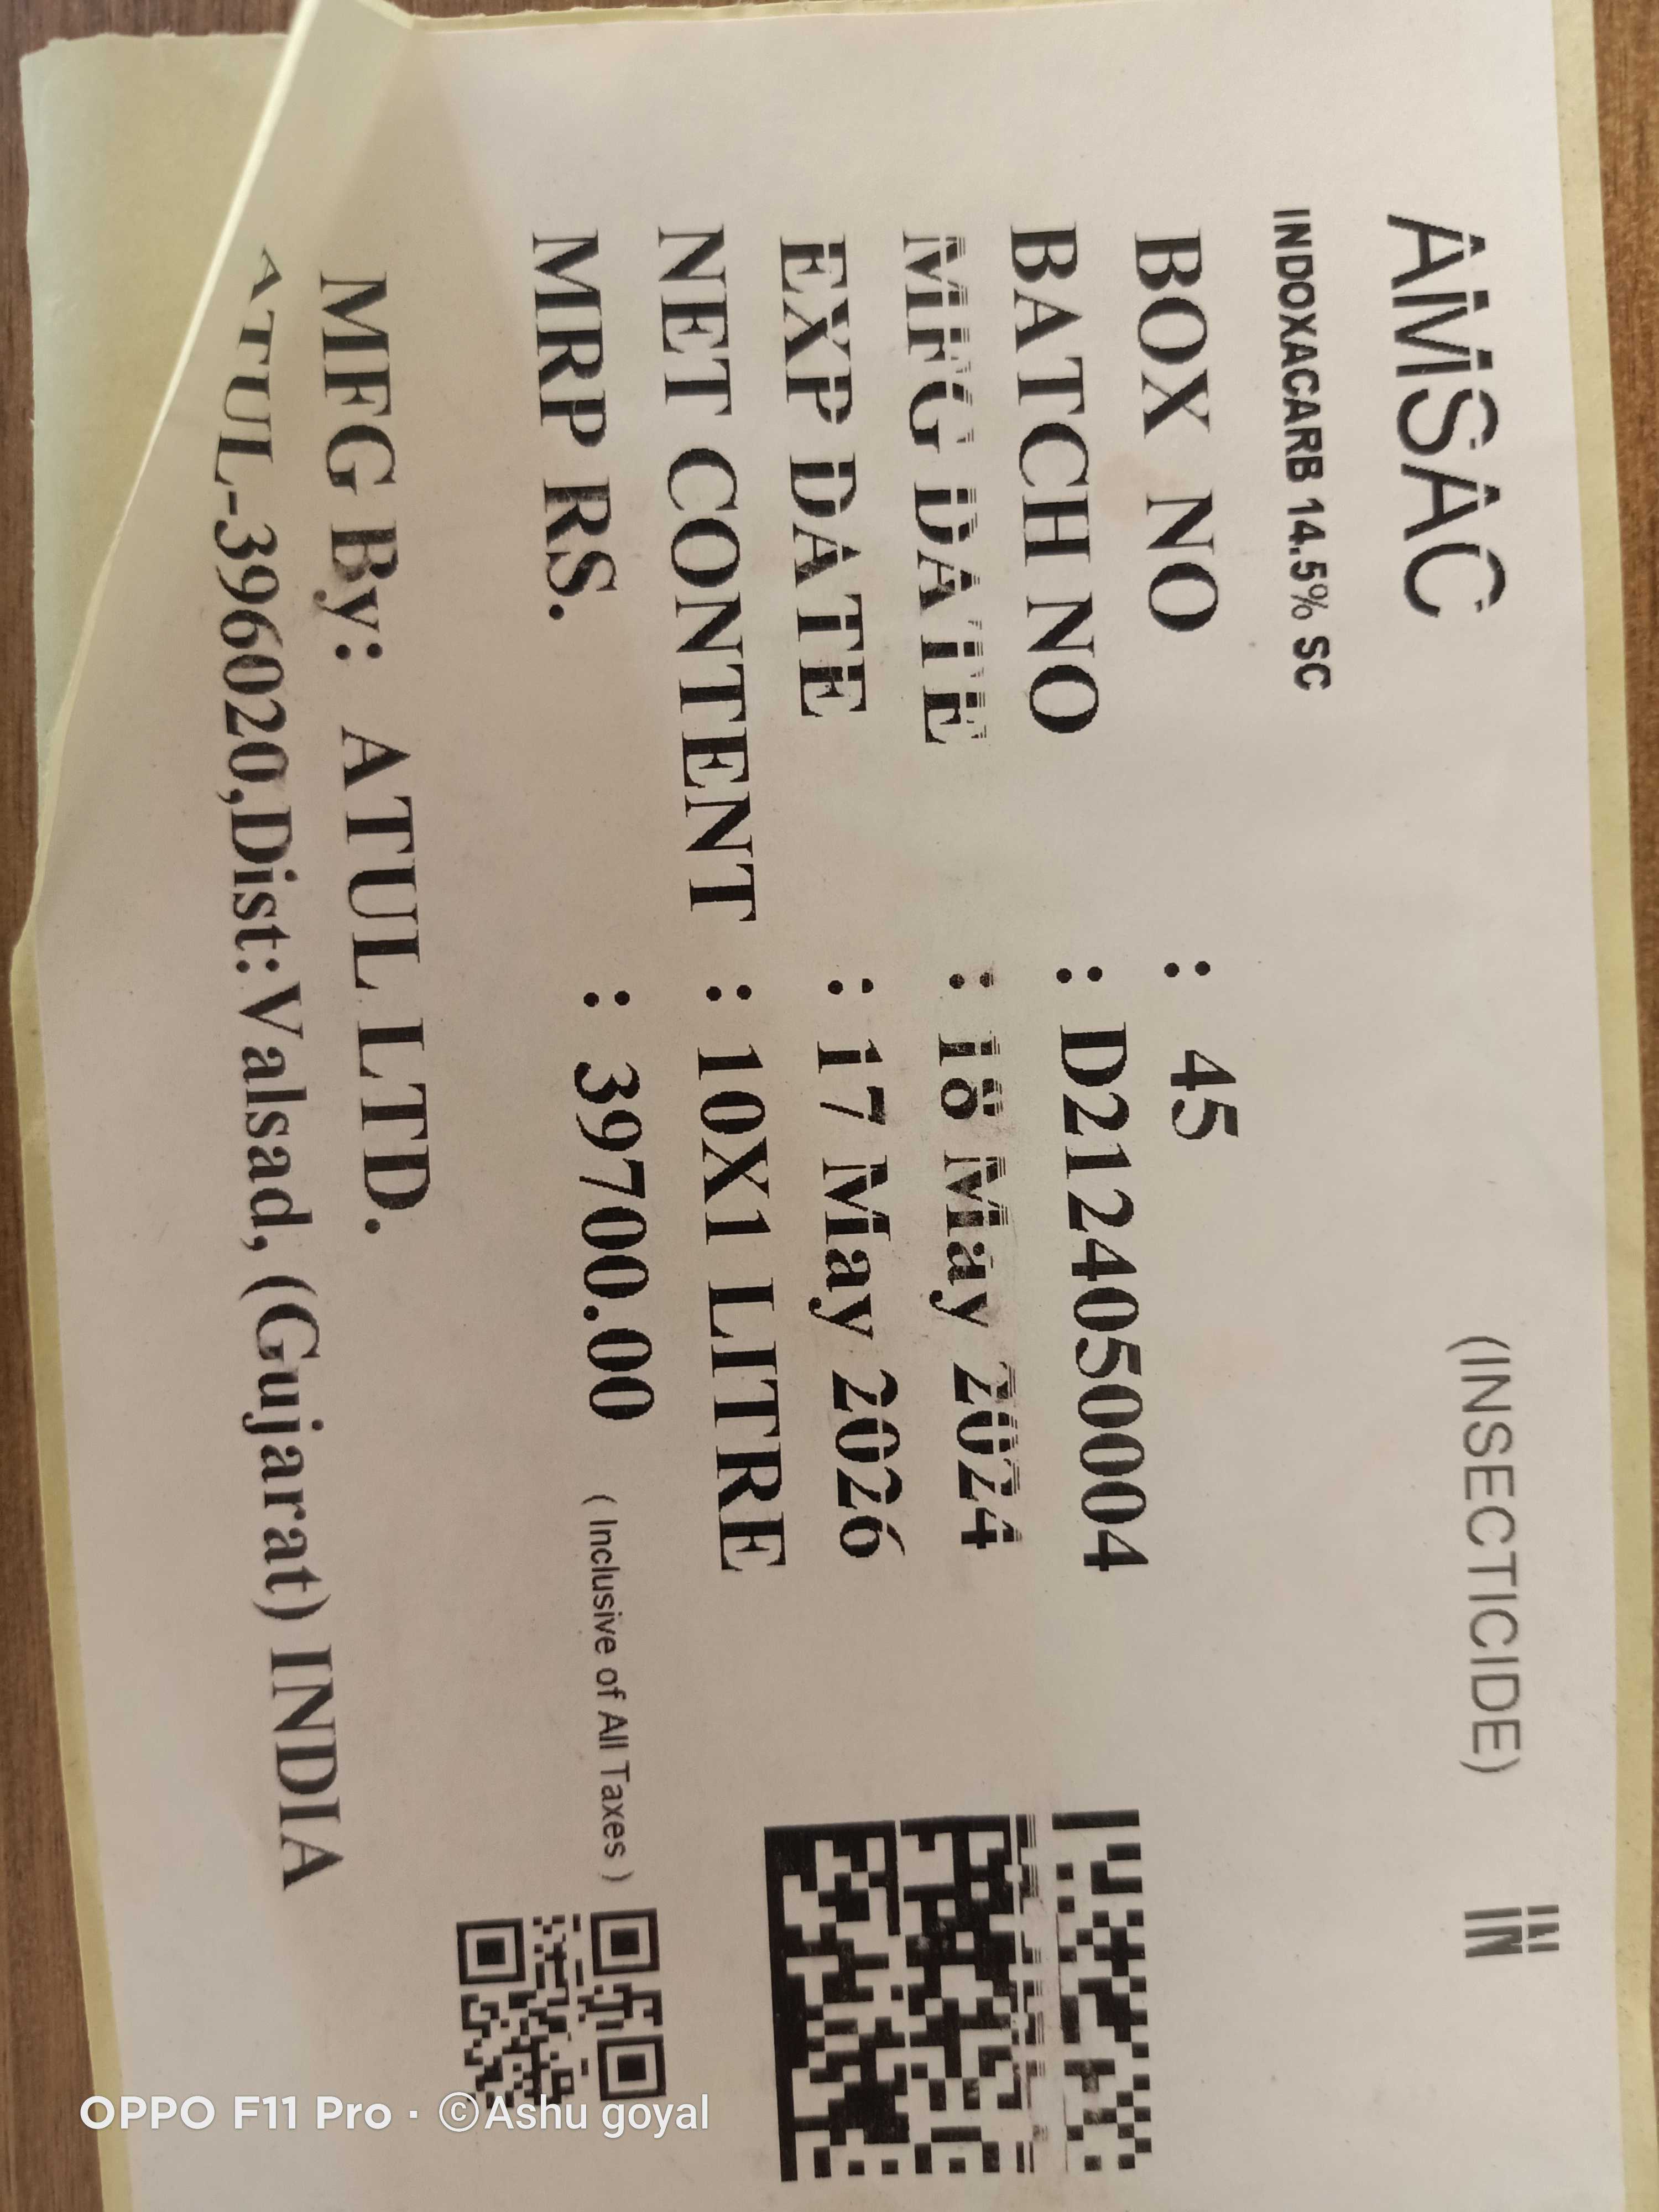 AMSAC (INSECTICIDE) IN
INDOXACARB 14.5% SC
BOX NO : 45
BATCH NO : D2124050004
MFG DATE : 18 May 2024
EXP DATE : 17 May 2026
NET CONTENT : 10X1 LITRE
MRP RS. : 39700.00 ( Inclusive of All Taxes )
MFG By: ATUL LTD.
ATUL-396020,Dist:Valsad, (Gujarat) INDIA
OPPO F11 Pro · ©Ashu goyal